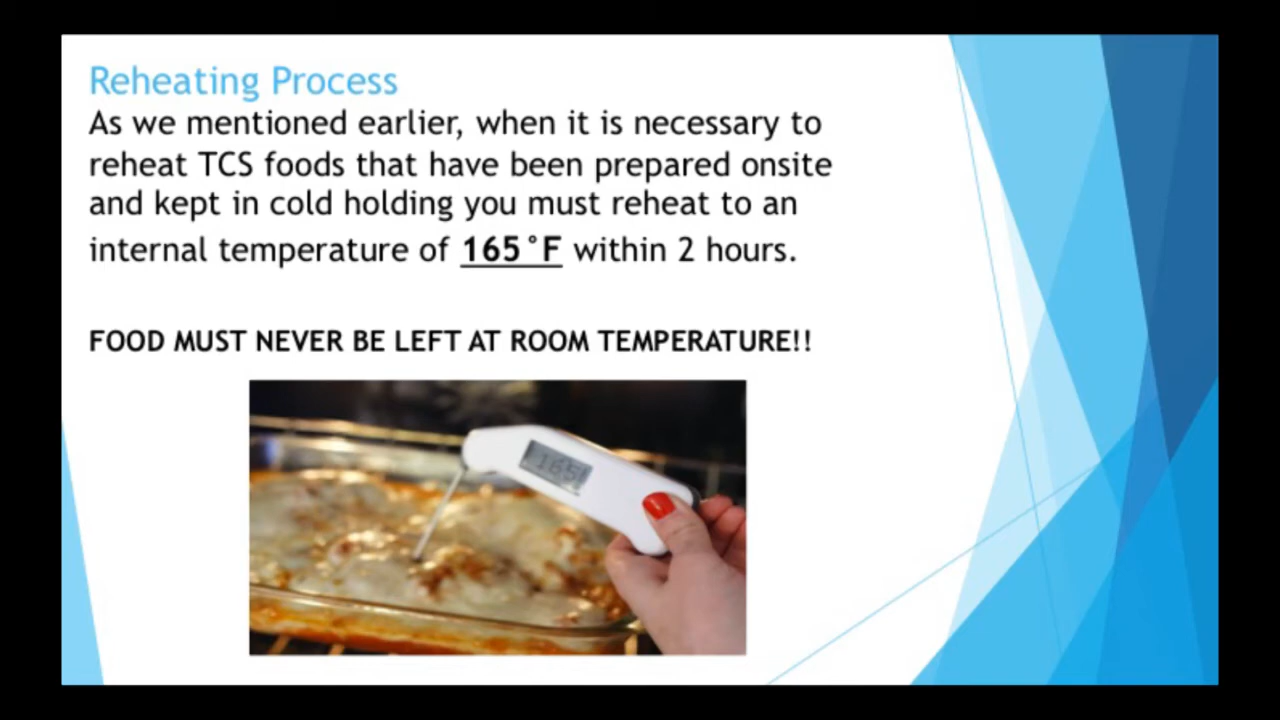 Reheating Process
As we mentioned earlier, when it is necessary to
reheat TCS foods that have been prepared onsite
and kept in cold holding you must reheat to an
internal temperature of 165°F within 2 hours.
FOOD MUST NEVER BE LEFT AT ROOM TEMPERATURE!!
165